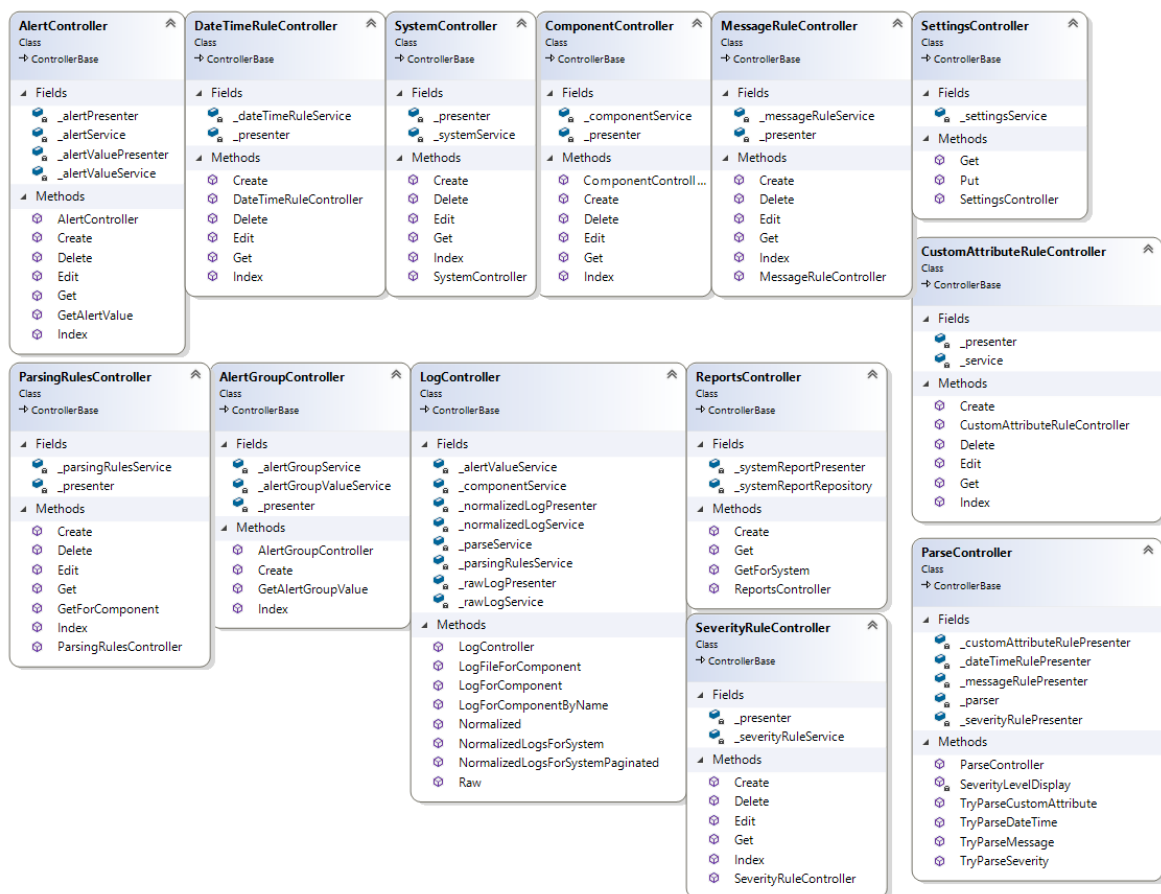 AlertController
Class
ControllerBase
Fields
_alertPresenter
_alertService
_alertValuePresenter
_alertValueService
Methods
AlertController
Create
Delete
Edit
Get
GetAlertValue
Index
DateTimeRuleController
Class
ControllerBase
Fields
_dateTimeRuleService
_presenter
Methods
Create
DateTimeRuleController
Delete
Edit
Get
Index
SystemController
Class
ControllerBase
Fields
_presenter
_systemService
Methods
Create
Delete
Edit
Get
Index
SystemController
ComponentController
Class
ControllerBase
Fields
_componentService
_presenter
Methods
ComponentControll...
Create
Delete
Edit
Get
Index
MessageRuleController
Class
ControllerBase
Fields
_messageRuleService
_presenter
Methods
Create
Delete
Edit
Get
Index
MessageRuleController
SettingsController
Class
ControllerBase
Fields
_settingsService
Methods
Get
Put
SettingsController
CustomAttributeRuleController
Class
ControllerBase
Fields
_presenter
_service
Methods
Create
CustomAttributeRuleController
Delete
Edit
Get
Index
ParsingRulesController
Class
ControllerBase
Fields
_parsingRulesService
_presenter
Methods
Create
Delete
Edit
Get
GetForComponent
Index
ParsingRulesController
AlertGroupController
Class
ControllerBase
Fields
_alertGroupService
_alertGroupValueService
_presenter
Methods
AlertGroupController
Create
GetAlertGroupValue
Index
LogController
Class
ControllerBase
Fields
_alertValueService
_componentService
_normalizedLogPresenter
_normalizedLogService
_parseService
_parsingRulesService
_rawLogPresenter
_rawLogService
Methods
LogController
LogFileForComponent
LogForComponent
LogForComponentByName
Normalized
NormalizedLogsForSystem
NormalizedLogsForSystemPaginated
Raw
ReportsController
Class
ControllerBase
Fields
_systemReportPresenter
_systemReportRepository
Methods
Create
Get
GetForSystem
ReportsController
SeverityRuleController
Class
ControllerBase
Fields
_presenter
_severityRuleService
Methods
Create
Delete
Edit
Get
Index
SeverityRuleController
ParseController
Class
ControllerBase
Fields
_customAttributeRulePresenter
_dateTimeRulePresenter
_messageRulePresenter
_parser
_severityRulePresenter
Methods
ParseController
SeverityLevelDisplay
TryParseCustomAttribute
TryParseDateTime
TryParseMessage
TryParseSeverity